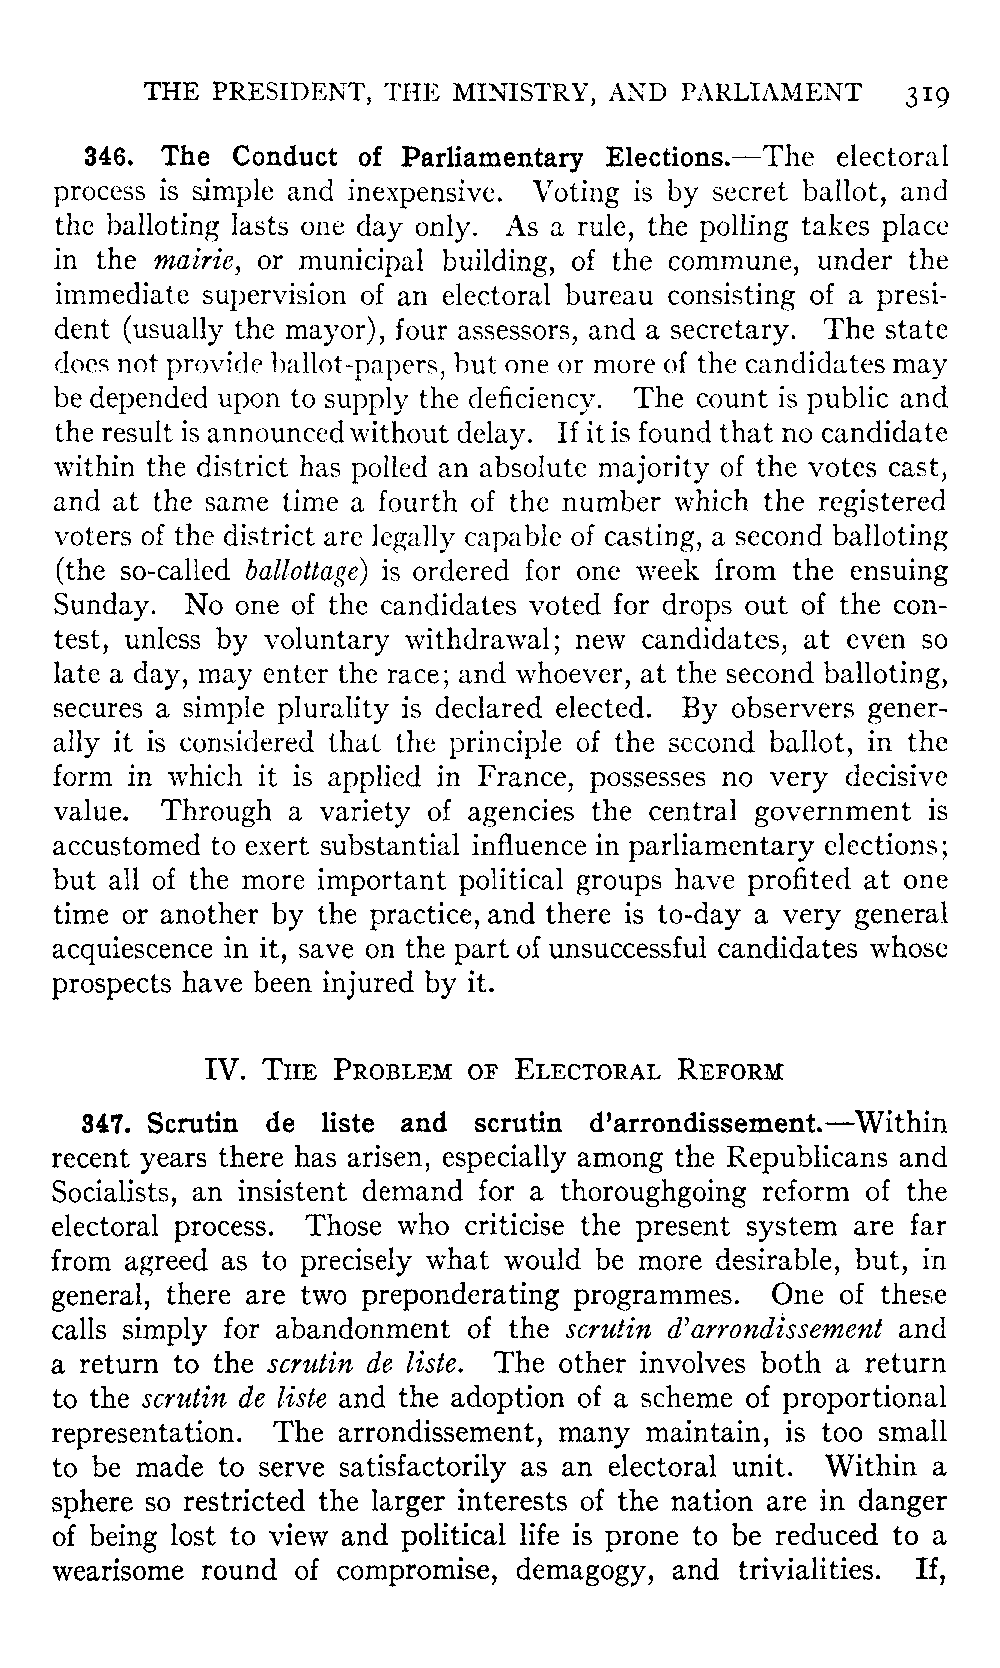 THE PRESIDENT, THE MINISTRY, AND PARLIAMENT 319
346. The Conduct of Parliamentary Elections.—The electoral
process is simple and inexpensive. Voting is by secret ballot, and
the balloting lasts one day only. As a rule, the polling takes place
in the mairie, or municipal building, of the commune, under the
immediate supervision of an electoral bureau consisting of a presi-
dent (usually the mayor), four assessors, and a secretary. The state
does not provide ballot-papers, but one or more of the candidates may
be depended upon to supply the deficiency. The count is public and
the result is announced without delay. If it is found that no candidate
within the district has polled an absolute majority of the votes cast,
and at the same time a fourth of the number which the registered
voters of the district are legally capable of casting, a second balloting
(the so-called ballottage) is ordered for one week from the ensuing
Sunday. No one of the candidates voted for drops out of the con-
test, unless by voluntary withdrawal; new candidates, at even so
late a day, may enter the race; and whoever, at the second balloting,
secures a simple plurality is declared elected. By observers gener-
ally it is considered that the principle of the second ballot, in the
form in which it is applied in France, possesses no very decisive
value. Through a variety of agencies the central government is
accustomed to exert substantial influence in parliamentary elections;
but all of the more important political groups have profited at one
time or another by the practice, and there is to-day a very general
acquiescence in it, save on the part of unsuccessful candidates whose
prospects have been injured by it.
IV. THE PROBLEM OF ELECTORAL REFORM
347. Scrutin de liste and scrutin d'arrondissement.—Within
recent years there has arisen, especially among the Republicans and
Socialists, an insistent demand for a thoroughgoing reform of the
electoral process. Those who criticise the present system are far
from agreed as to precisely what would be more desirable, but, in
general, there are two preponderating programmes. One of these
calls simply for abandonment of the scrutin d'arrondissement and
a return to the scrutin de liste. The other involves both a return
to the scrutin de liste and the adoption of a scheme of proportional
representation. The arrondissement, many maintain, is too small
to be made to serve satisfactorily as an electoral unit. Within a
sphere so restricted the larger interests of the nation are in danger
of being lost to view and political life is prone to be reduced to a
wearisome round of compromise, demagogy, and trivialities. If,